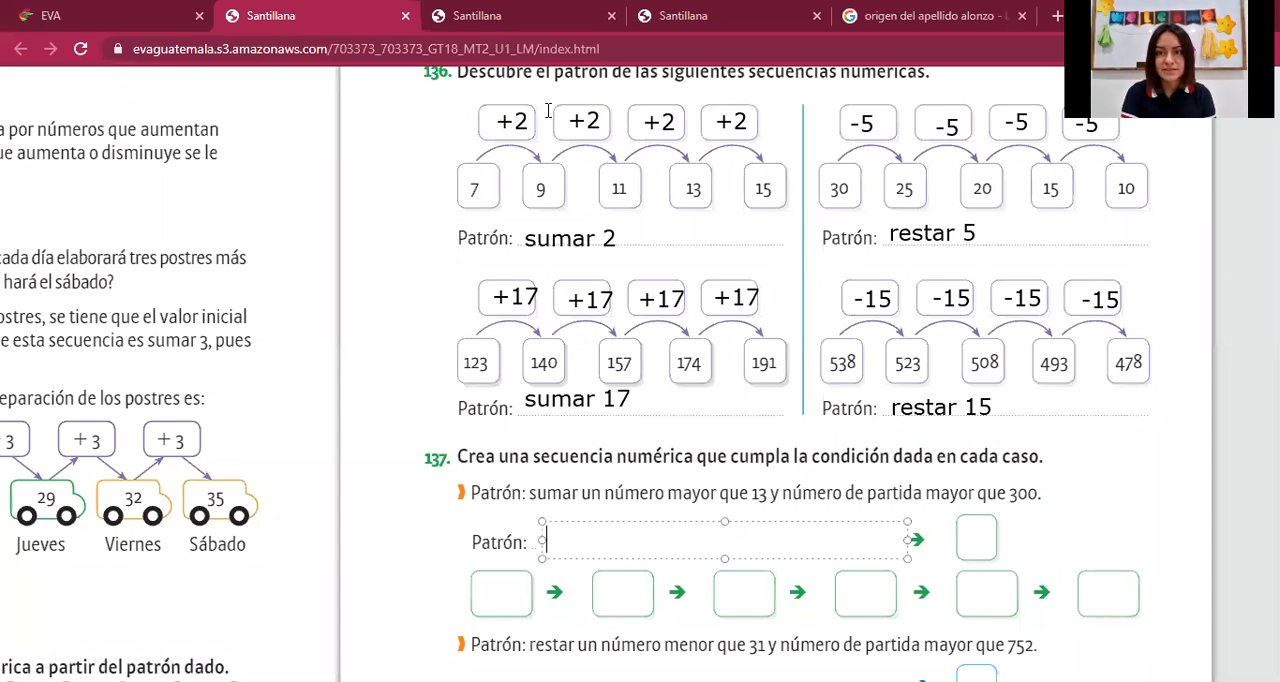 EVA
Santillana
Santillana
Santillana
origen del apellido alonzo -
evaguatemala.s3.amazonaws.com/703373_703373_GT18_MT2_U1_LM/index.html
136. Descubre el patrón de las siguientes secuencias numéricas.
+2 +2 +2 +2
7 9 11 13 15
Patrón: sumar 2
-5 -5 -5 -5
30 25 20 15 10
Patrón: restar 5
+17 +17 +17 +17
123 140 157 174 191
Patrón: sumar 17
-15 -15 -15 -15
538 523 508 493 478
Patrón: restar 15
137. Crea una secuencia numérica que cumpla la condición dada en cada caso.
Patrón: sumar un número mayor que 13 y número de partida mayor que 300.
Patrón:
Patrón: restar un número menor que 31 y número de partida mayor que 752.
a por números que aumentan
ue aumenta o disminuye se le
cada día elaborará tres postres más
hará el sábado?
ostres, se tiene que el valor inicial
e esta secuencia es sumar 3, pues
eparación de los postres es:
3 + 3 + 3
29 32 35
Jueves Viernes Sábado
rica a partir del patrón dado.